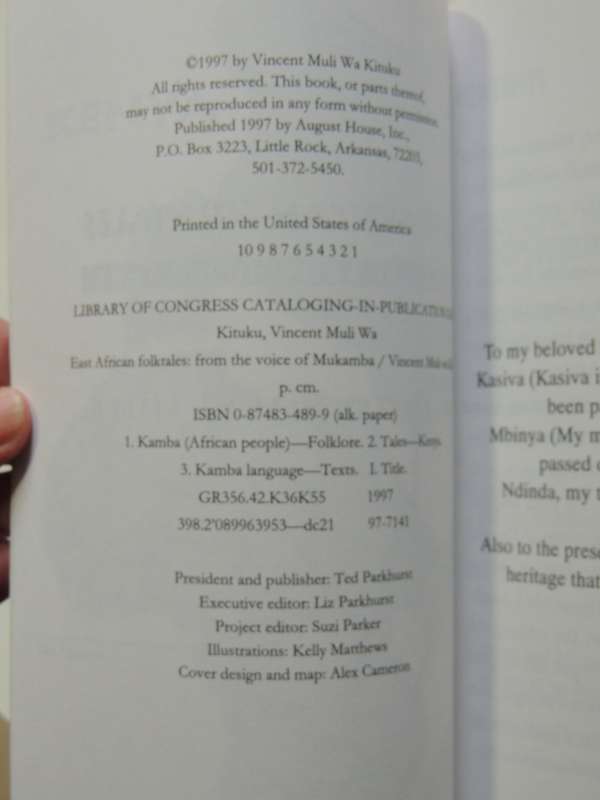 ©1997 by Vincent Muli Wa Kituku
All rights reserved. This book, or parts thereof,
may not be reproduced in any form without permission.
Published 1997 by August House, Inc.,
P.O. Box 3223, Little Rock, Arkansas, 72203,
501-372-5450.
Printed in the United States of America
10 9 8 7 6 5 4 3 2 1
LIBRARY OF CONGRESS CATALOGING-IN-PUBLICATION
Kituku, Vincent Muli Wa
East African folktales: from the voice of Mukamba / Vincent Muli
p. cm.
ISBN 0-87483-489-9 (alk. paper)
1. Kamba (African people)—Folklore. 2. Tales—Kenya.
3. Kamba language—Texts. I. Title.
GR356.42.K36K55 1997
398.2'089963953—dc21 97-7141
President and publisher: Ted Parkhurst
Executive editor: Liz Parkhurst
Project editor: Suzi Parker
Illustrations: Kelly Matthews
Cover design and map: Alex Cameron
To my beloved
Kasiva (Kasiva i
been p
Mbinya (My m
passed
Ndinda, my
Also to the prese
heritage that